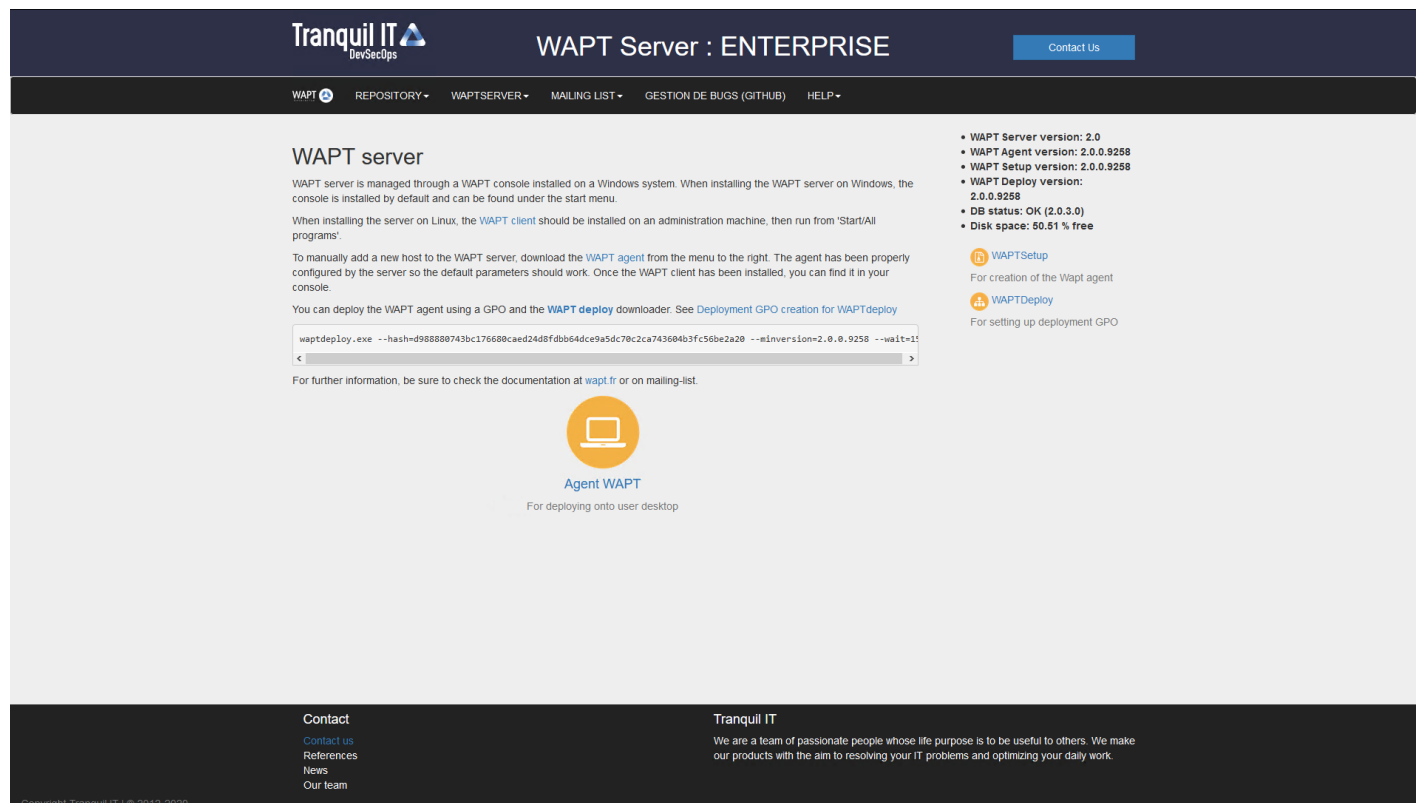 Tranquil IT
DevSecOps
WAPT Server : ENTERPRISE
Contact Us
WAPT
REPOSITORY
WAPTSERVER
MAILING LIST
GESTION DE BUGS (GITHUB)
HELP
WAPT server
WAPT server is managed through a WAPT console installed on a Windows system. When installing the WAPT server on Windows, the
console is installed by default and can be found under the start menu.
When installing the server on Linux, the WAPT client should be installed on an administration machine, then run from 'Start/All
programs'.
To manually add a new host to the WAPT server, download the WAPT agent from the menu to the right. The agent has been properly
configured by the server so the default parameters should work. Once the WAPT client has been installed, you can find it in your
console.
You can deploy the WAPT agent using a GPO and the WAPT deploy downloader. See Deployment GPO creation for WAPTdeploy
waptdeploy.exe --hash=d988880743bc176680caed24d8fdbb64dce9a5dc70c2ca743604b3fc56be2a20 --minversion=2.0.0.9258 --wait=15
For further information, be sure to check the documentation at wapt.fr or on mailing-list.
Agent WAPT
For deploying onto user desktop
WAPT Server version: 2.0
WAPT Agent version: 2.0.0.9258
WAPT Setup version: 2.0.0.9258
WAPT Deploy version:
2.0.0.9258
DB status: OK (2.0.3.0)
Disk space: 50.51 % free
WAPTSetup
For creation of the Wapt agent
WAPTDeploy
For setting up deployment GPO
Contact
Contact us
References
News
Our team
Tranquil IT
We are a team of passionate people whose life purpose is to be useful to others. We make
our products with the aim to resolving your IT problems and optimizing your daily work.
Copyright Tranquil IT | © 2012-2020